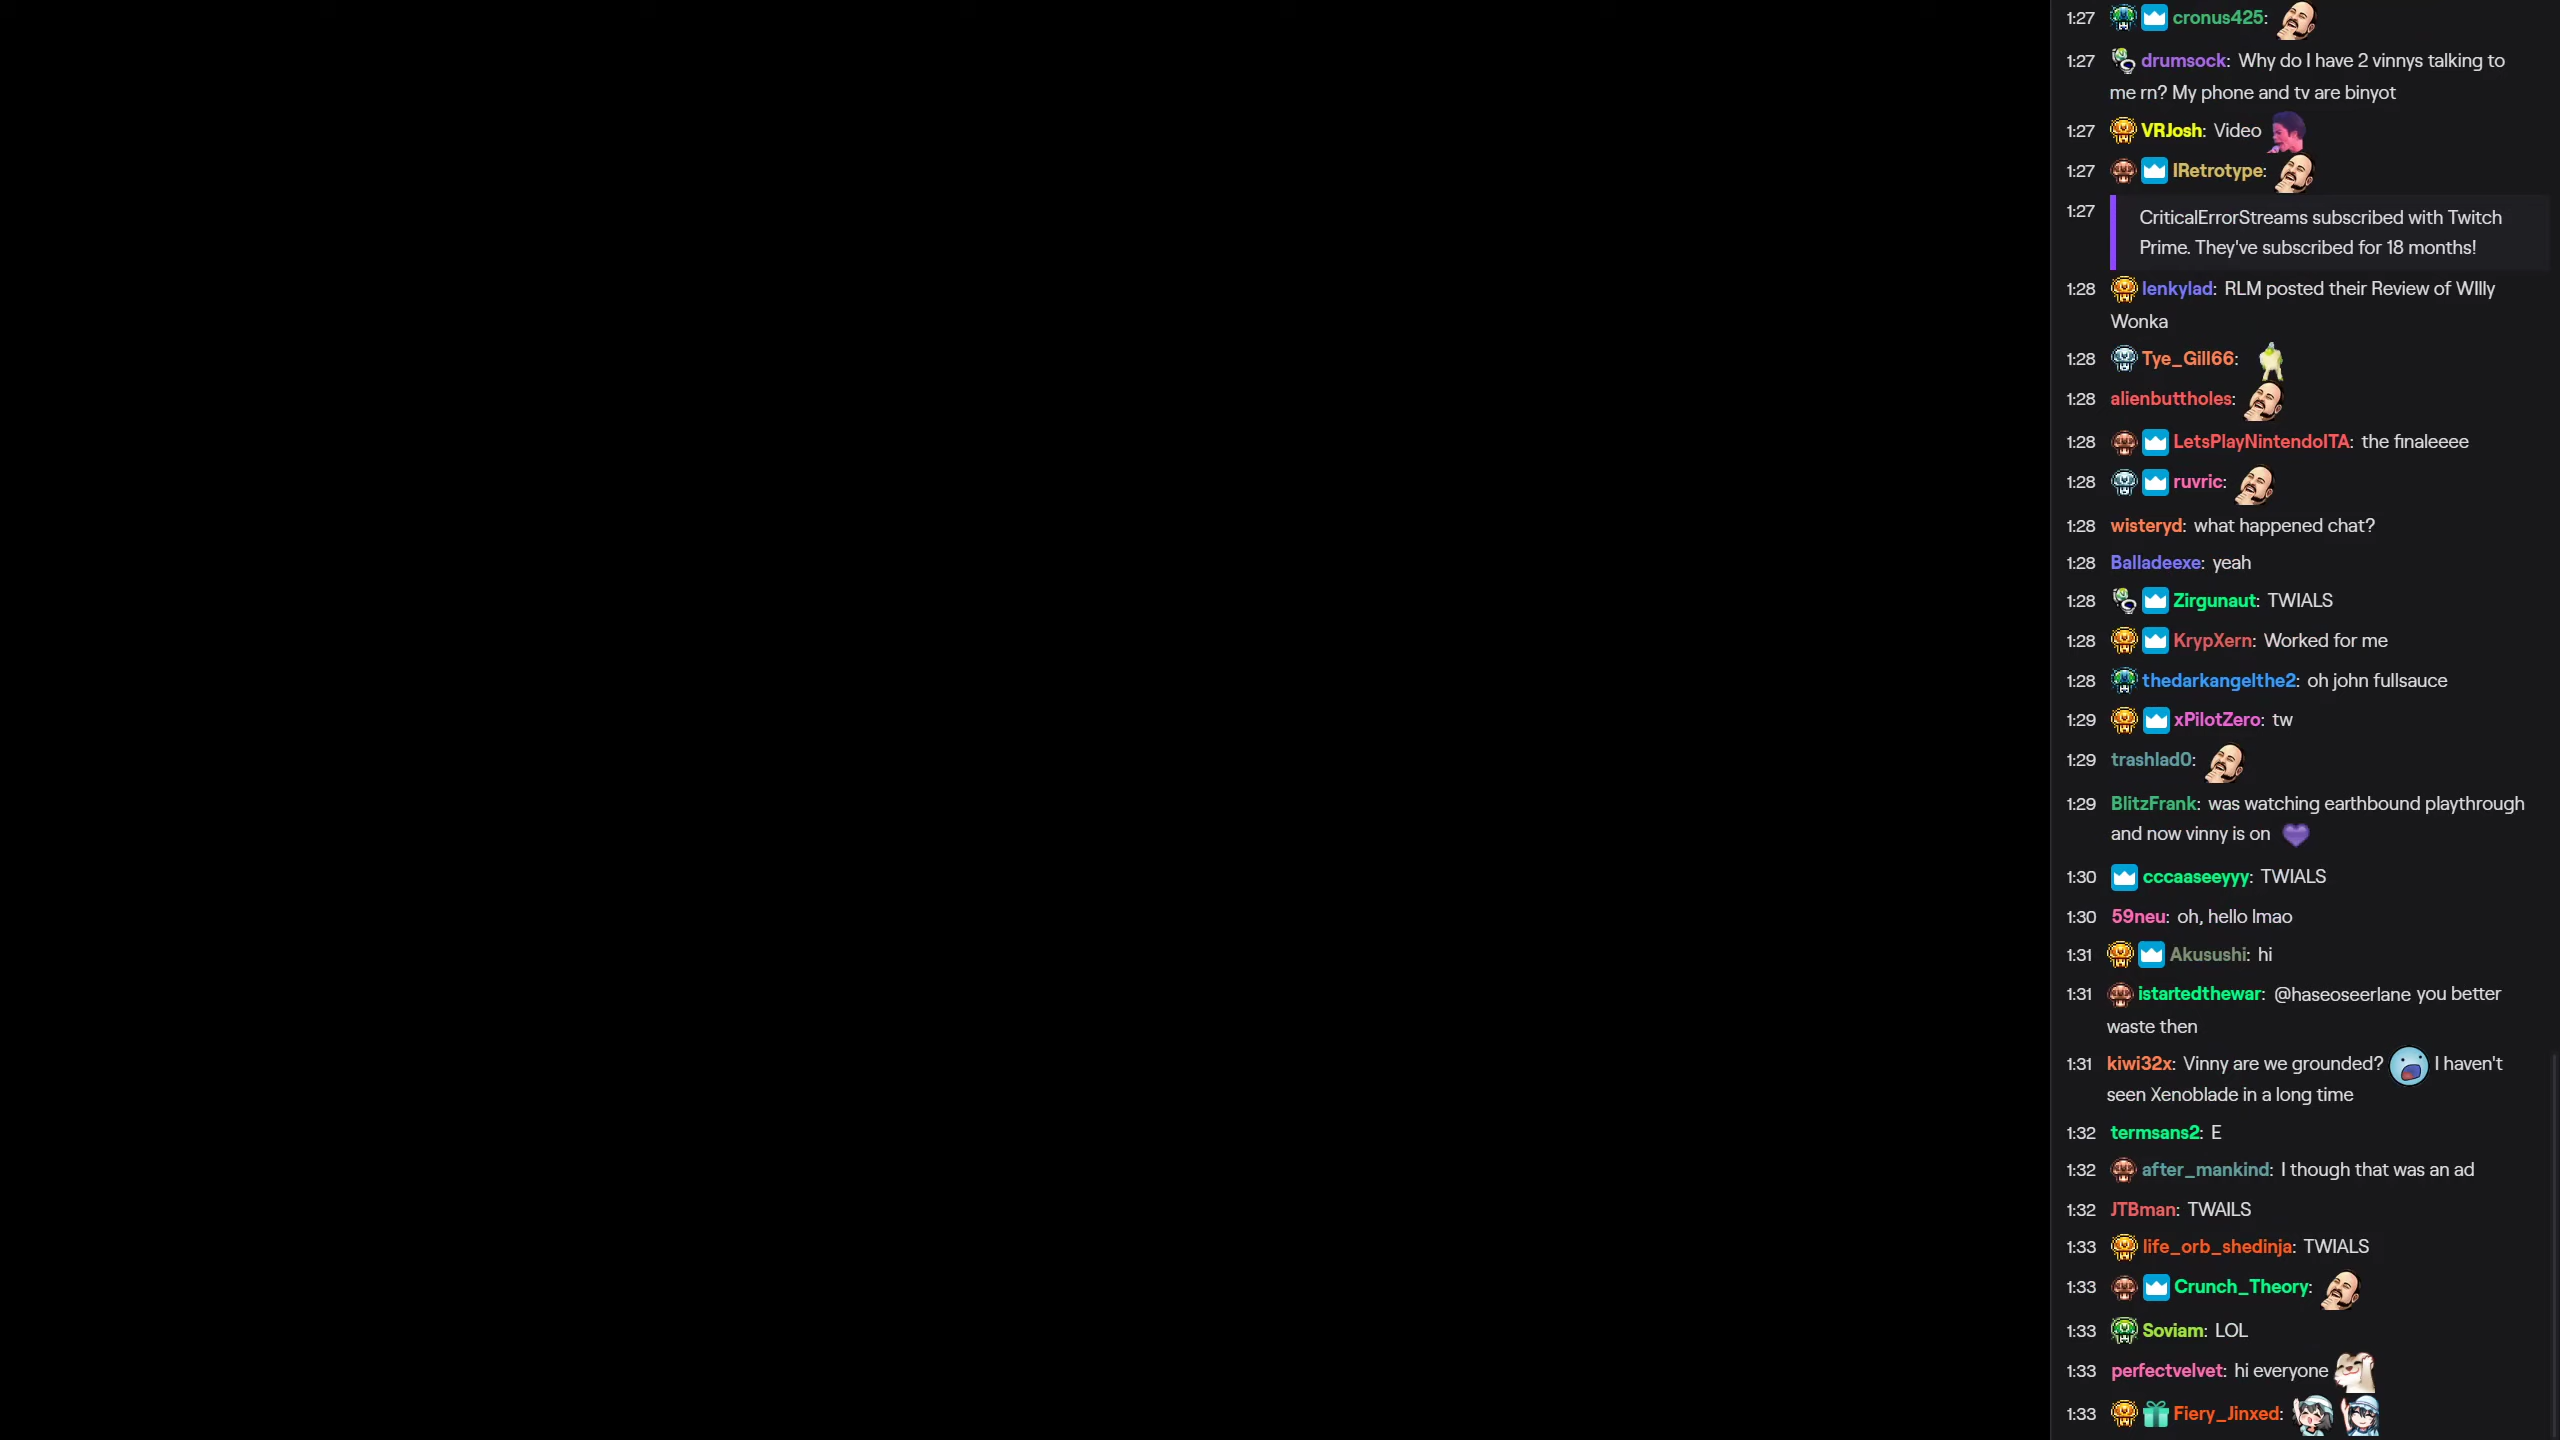 1:27 cronus425:
1:27 drumsock: Why do I have 2 vinnys talking to
me rn? My phone and tv are binyot
1:27 VRJosh: Video
1:27 IRetrotype:
1:27 CriticalErrorStreams subscribed with Twitch
Prime. They've subscribed for 18 months!
1:28 lenkylad: RLM posted their Review of WIlly
Wonka
1:28 Tye_Gill66:
1:28 alienbuttholes:
1:28 LetsPlayNintendoITA: the finaleeee
1:28 ruvric:
1:28 wisteryd: what happened chat?
1:28 Balladeexe: yeah
1:28 Zirgunaut: TWIALS
1:28 KrypXern: Worked for me
1:28 thedarkangelthe2: oh john fullsauce
1:29 xPilotZero: tw
1:29 trashlad0:
1:29 BlitzFrank: was watching earthbound playthrough
and now vinny is on
1:30 cccaaseeyyy: TWIALS
1:30 59neu: oh, hello lmao
1:31 Akusushi: hi
1:31 istartedthewar: @haseoseerlane you better
waste then
1:31 kiwi32x: Vinny are we grounded? I haven't
seen Xenoblade in a long time
1:32 termsans2: E
1:32 after_mankind: I though that was an ad
1:32 JTBman: TWAILS
1:33 life_orb_shedinja: TWIALS
1:33 Crunch_Theory:
1:33 Soviam: LOL
1:33 perfectvelvet: hi everyone
1:33 Fiery_Jinxed: